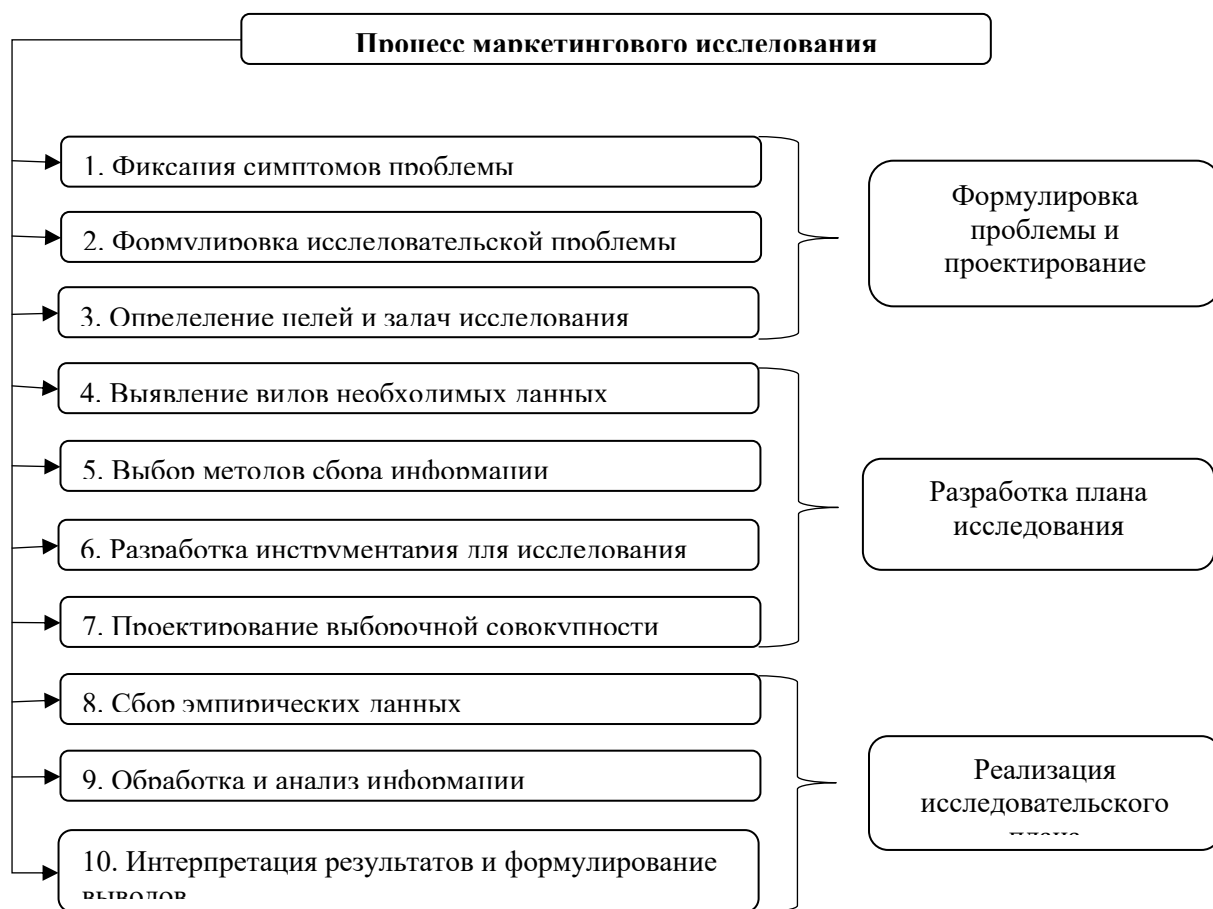 Процесс маркетингового исследования
1. Фиксация симптомов проблемы
2. Формулировка исследовательской проблемы
3. Определение целей и задач исследования
Формулировка
проблемы и
проектирование
4. Выявление видов необходимых данных
5. Выбор методов сбора информации
6. Разработка инструментария для исследования
7. Проектирование выборочной совокупности
Разработка плана
исследования
8. Сбор эмпирических данных
9. Обработка и анализ информации
10. Интерпретация результатов и формулирование
выводов
Реализация
исследовательского
плана